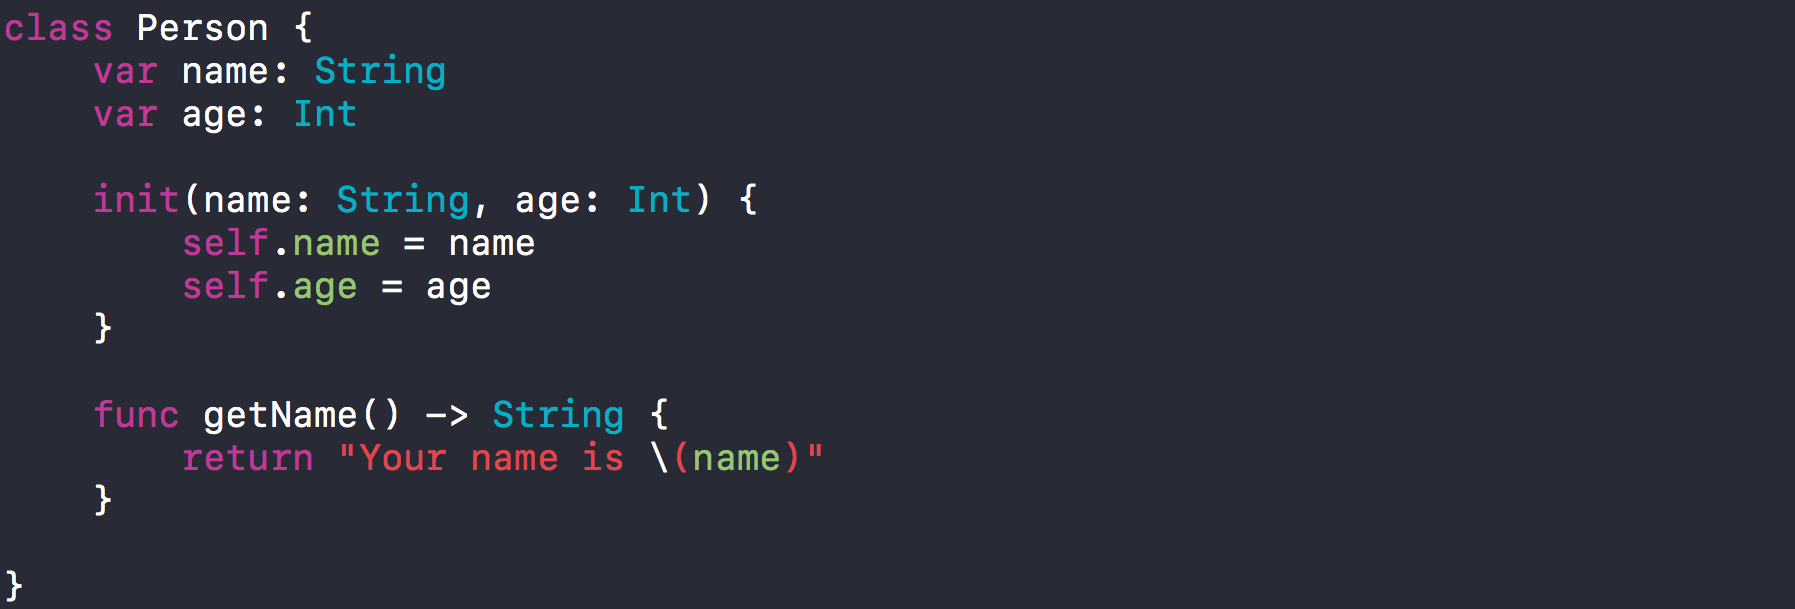 class Person {
    var name: String
    var age: Int

    init(name: String, age: Int) {
        self.name = name
        self.age = age
    }

    func getName() -> String {
        return "Your name is \(name)"
    }

}